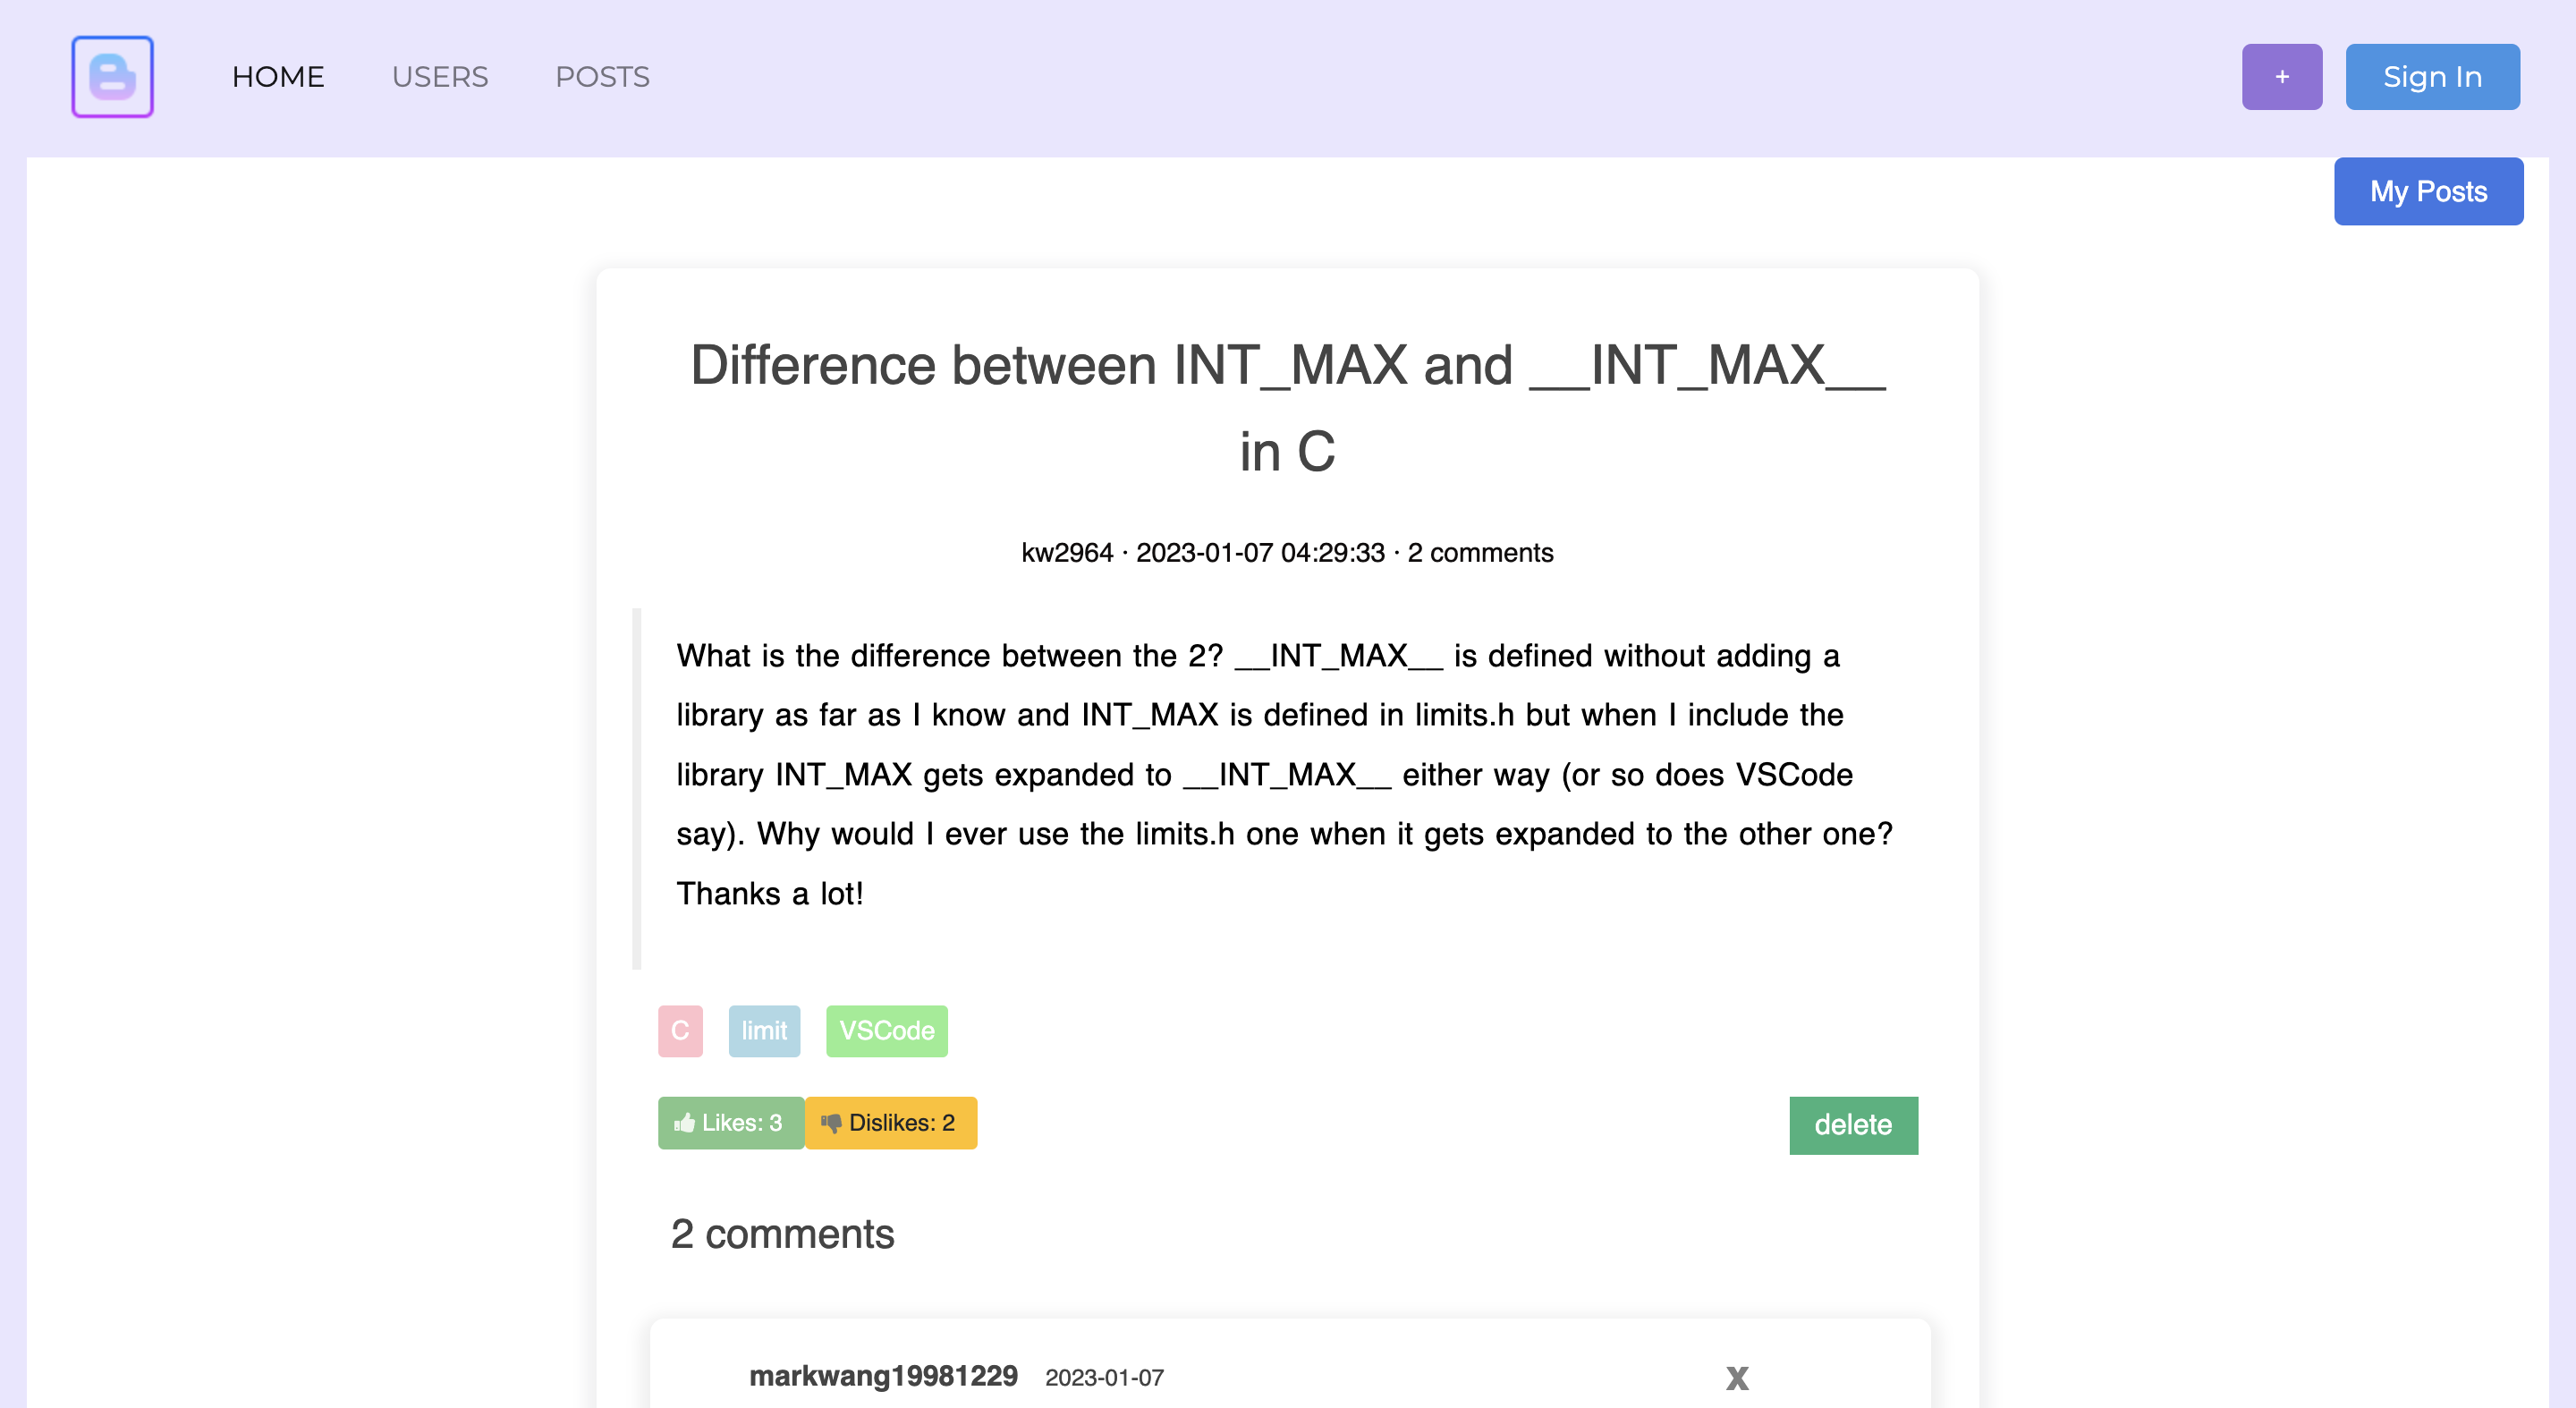 B
HOME USERS POSTS + Sign In
My Posts
Difference between INT_MAX and __INT_MAX__
in C
kw2964 · 2023-01-07 04:29:33 · 2 comments
What is the difference between the 2? __INT_MAX__ is defined without adding a
library as far as I know and INT_MAX is defined in limits.h but when I include the
library INT_MAX gets expanded to __INT_MAX__ either way (or so does VSCode
say). Why would I ever use the limits.h one when it gets expanded to the other one?
Thanks a lot!
C limit VSCode
Likes: 3 Dislikes: 2 delete
2 comments
markwang19981229 2023-01-07 x